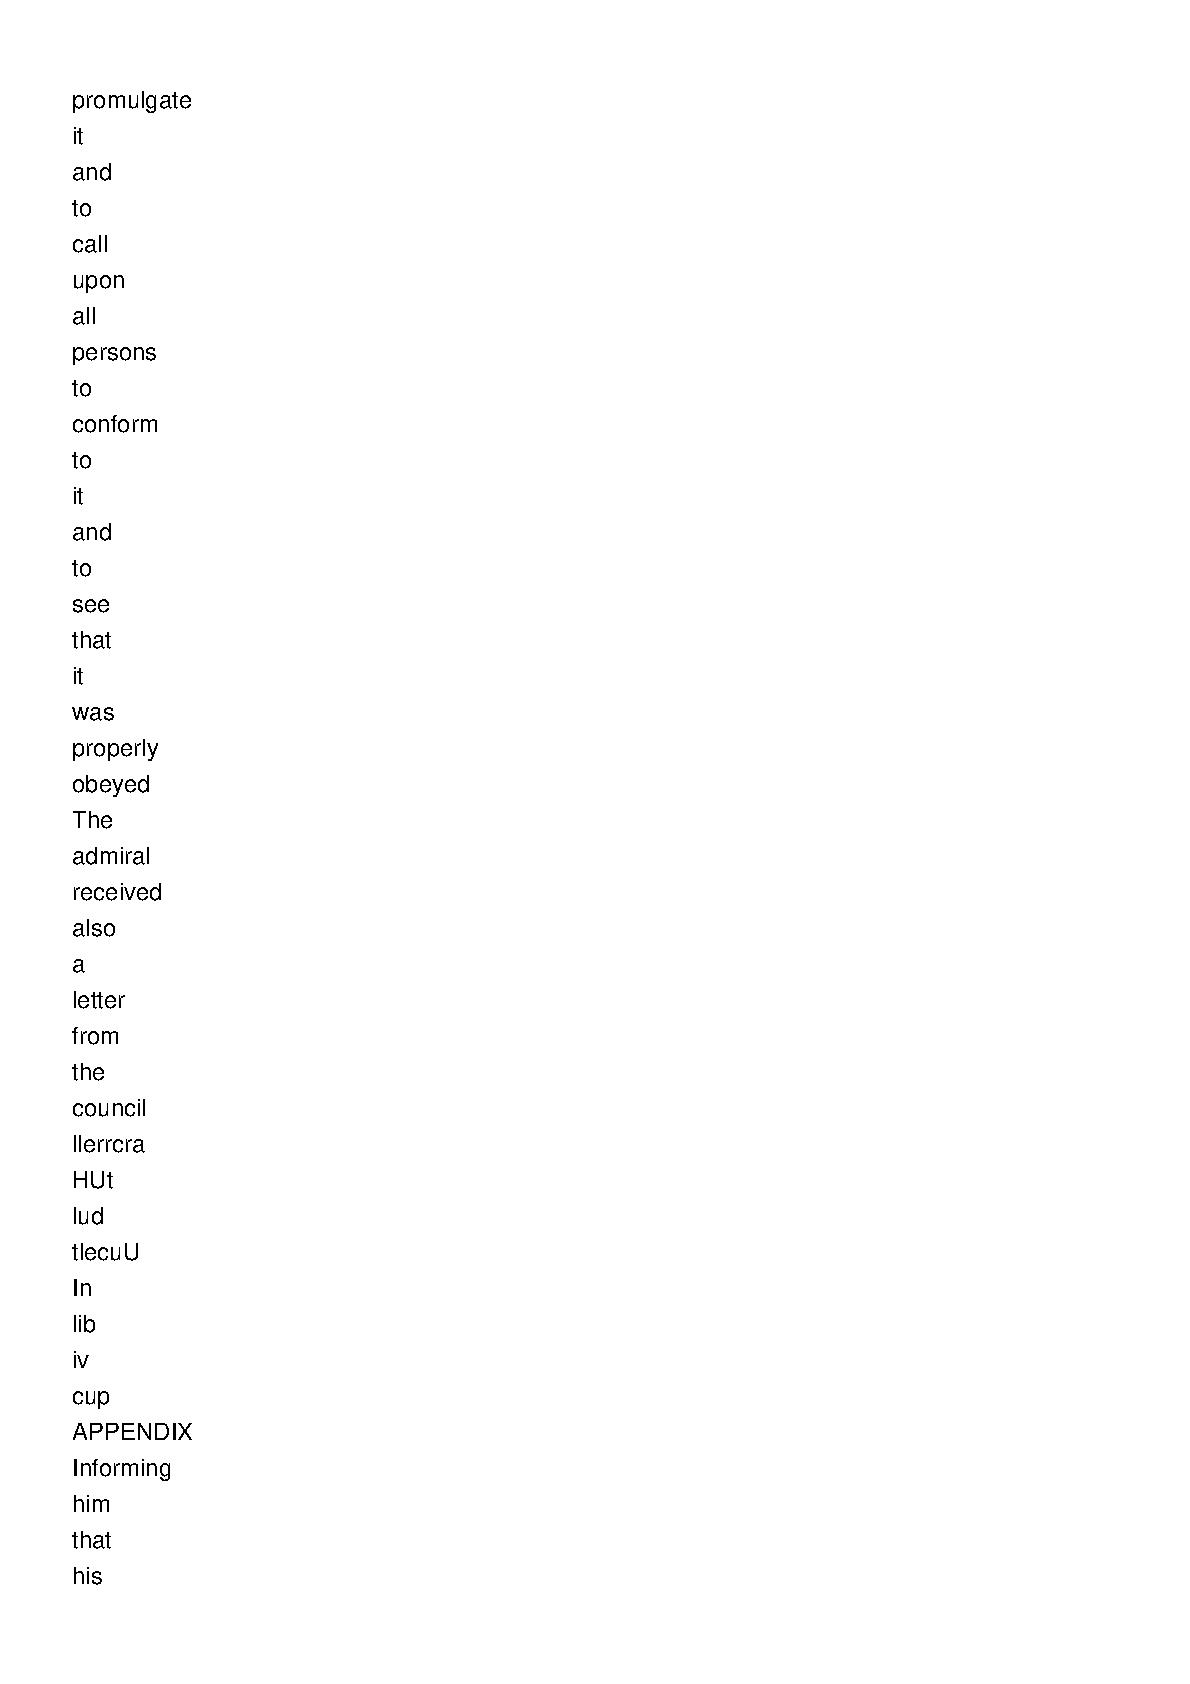 promulgate
it
and
to
call
upon
all
persons
to
conform
to
it
and
to
see
that
it
was
properly
obeyed
The
admiral
received
also
a
letter
from
the
council
llerrcra
HUt
lud
tlecuU
In
lib
iv
cup
APPENDIX
Informing
him
that
his